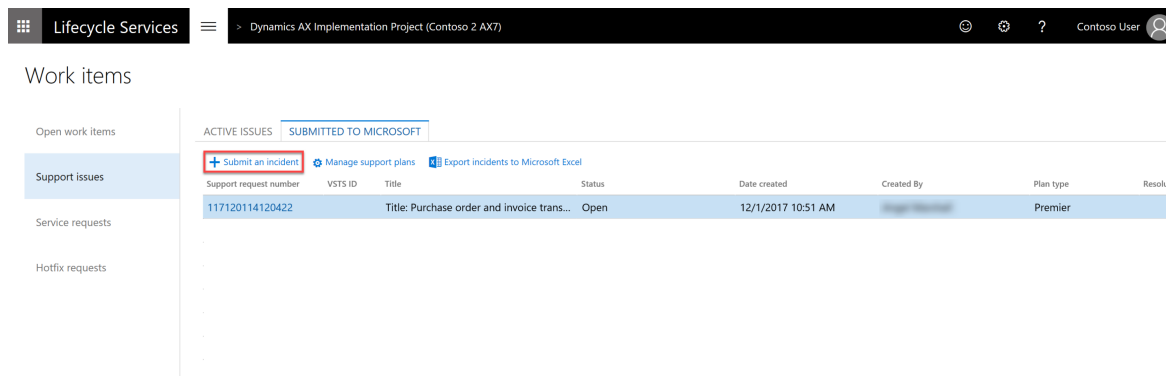 Lifecycle Services > Dynamics AX Implementation Project (Contoso 2 AX7) ? Contoso User
Work items
Open work items
Support issues
Service requests
Hotfix requests
ACTIVE ISSUES SUBMITTED TO MICROSOFT
Submit an incident Manage support plans Export incidents to Microsoft Excel
Support request number VSTS ID Title Status Date created Created By Plan type Resolu
117120114120422 Title: Purchase order and invoice trans... Open 12/1/2017 10:51 AM Premier